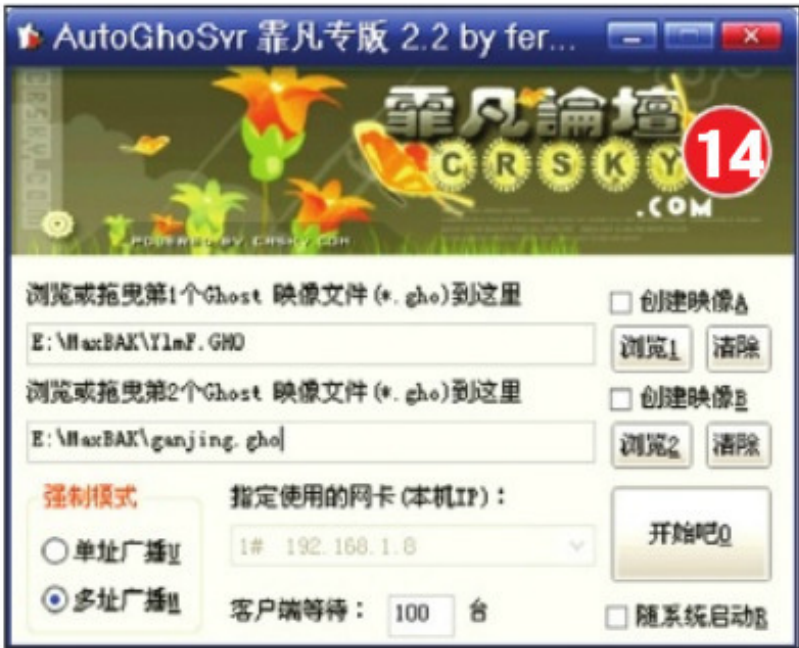 AutoGhoSvr 霏凡专版 2.2 by fer...
CRSKY.COM
霏凡論壇
14
CRSKY
.COM
POWERED BY CRSKY.COM
浏览或拖曳第1个Ghost 映像文件(*.gho)到这里
创建映像A
E:\MaxBAK\YlmF.GHO
浏览1
清除
浏览或拖曳第2个Ghost 映像文件(*.gho)到这里
创建映像B
E:\MaxBAK\ganjing.gho
浏览2
清除
强制模式
指定使用的网卡(本机IP)：
开始吧O
单址广播U
1# 192.168.1.8
多址广播M
客户端等待： 100 台
随系统启动R